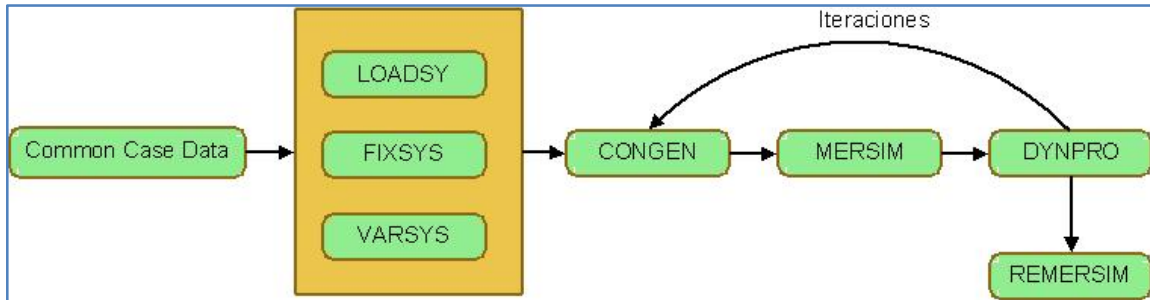 Iteraciones
LOADSY
Common Case Data
FIXSYS
CONGEN
MERSIM
DYNPRO
VARSYS
REMERSIM